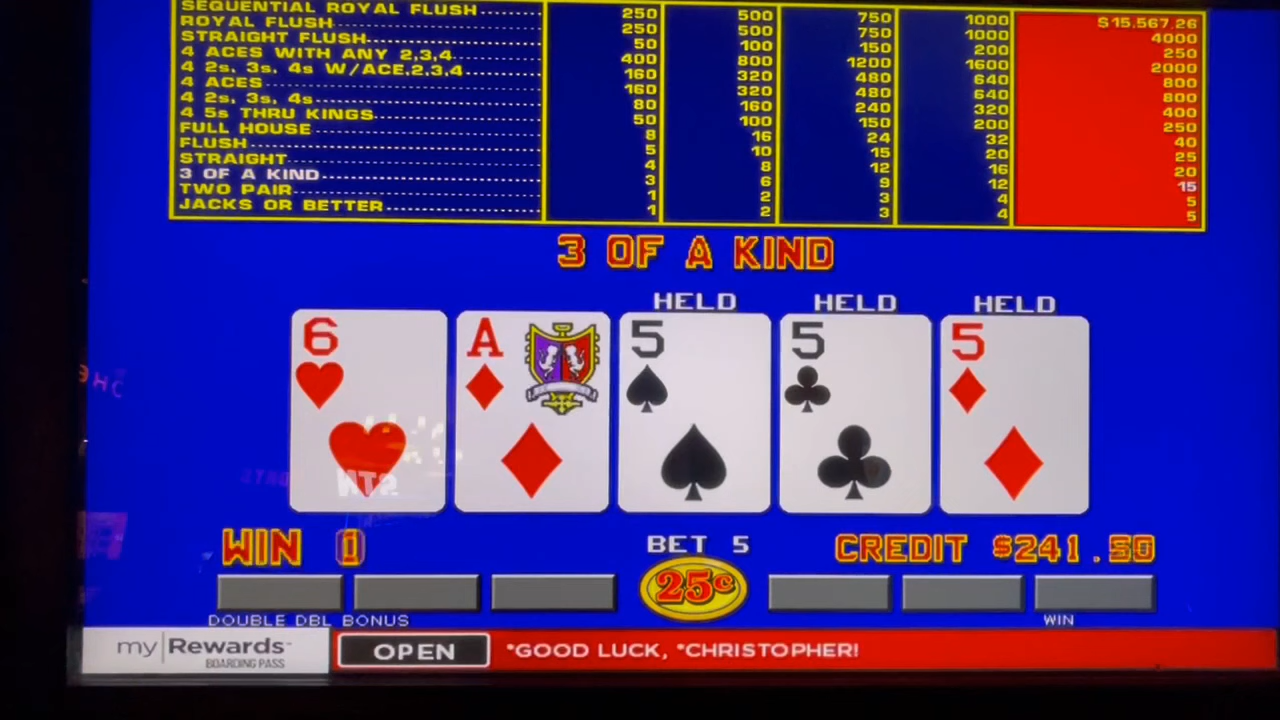 SEQUENTIAL ROYAL FLUSH 250 500 750 1000 $15,567.26
ROYAL FLUSH 250 500 750 1000 4000
STRAIGHT FLUSH 50 100 150 200 250
4 ACES WITH ANY 2,3,4 400 800 1200 1600 2000
4 2s, 3s, 4s W/ACE,2,3,4 160 320 480 640 800
4 ACES 160 320 480 640 800
4 2s, 3s, 4s 80 160 240 320 400
4 5s THRU KINGS 50 100 150 200 250
FULL HOUSE 8 16 24 32 40
FLUSH 5 10 15 20 25
STRAIGHT 4 8 12 16 20
3 OF A KIND 3 6 9 12 15
TWO PAIR 1 2 3 4 5
JACKS OR BETTER 1 2 3 4 5
3 OF A KIND
HELD HELD HELD
6 A 5 5 5
WIN BET 5 CREDIT $241.50
25¢
DOUBLE DBL BONUS WIN
my|Rewards BOARDING PASS
OPEN *GOOD LUCK, *CHRISTOPHER!